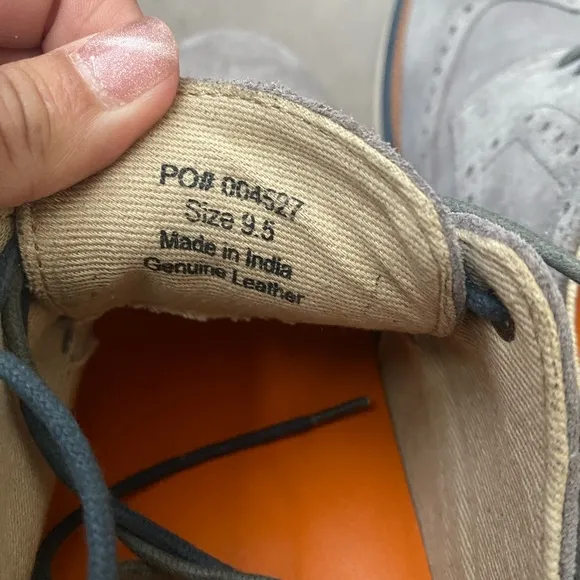 PO# 004527
Size 9.5
Made in India
Genuine Leather